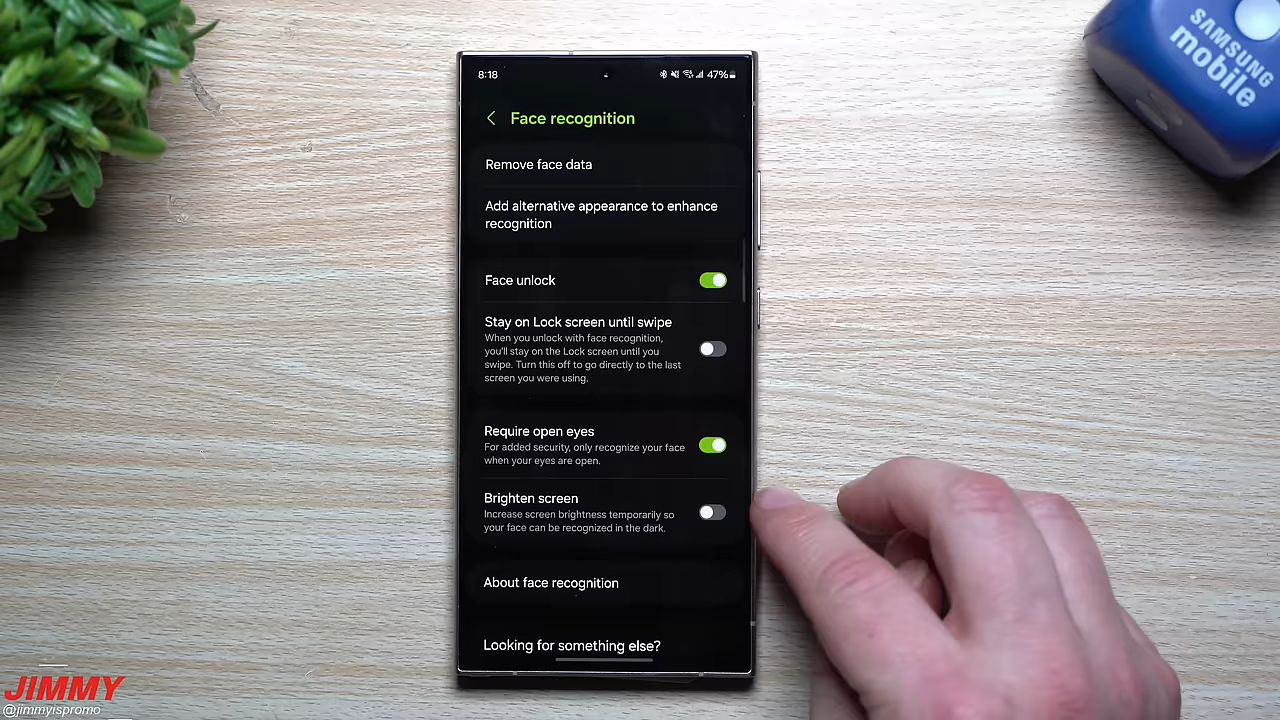 SAMSUNG
mobile
8:18
47%
Face recognition
Remove face data
Add alternative appearance to enhance
recognition
Face unlock
Stay on Lock screen until swipe
When you unlock with face recognition,
you'll stay on the Lock screen until you
swipe. Turn this off to go directly to the last
screen you were using.
Require open eyes
For added security, only recognize your face
when your eyes are open.
Brighten screen
Increase screen brightness temporarily so
your face can be recognized in the dark.
About face recognition
Looking for something else?
JIMMY
@jimmyispromo